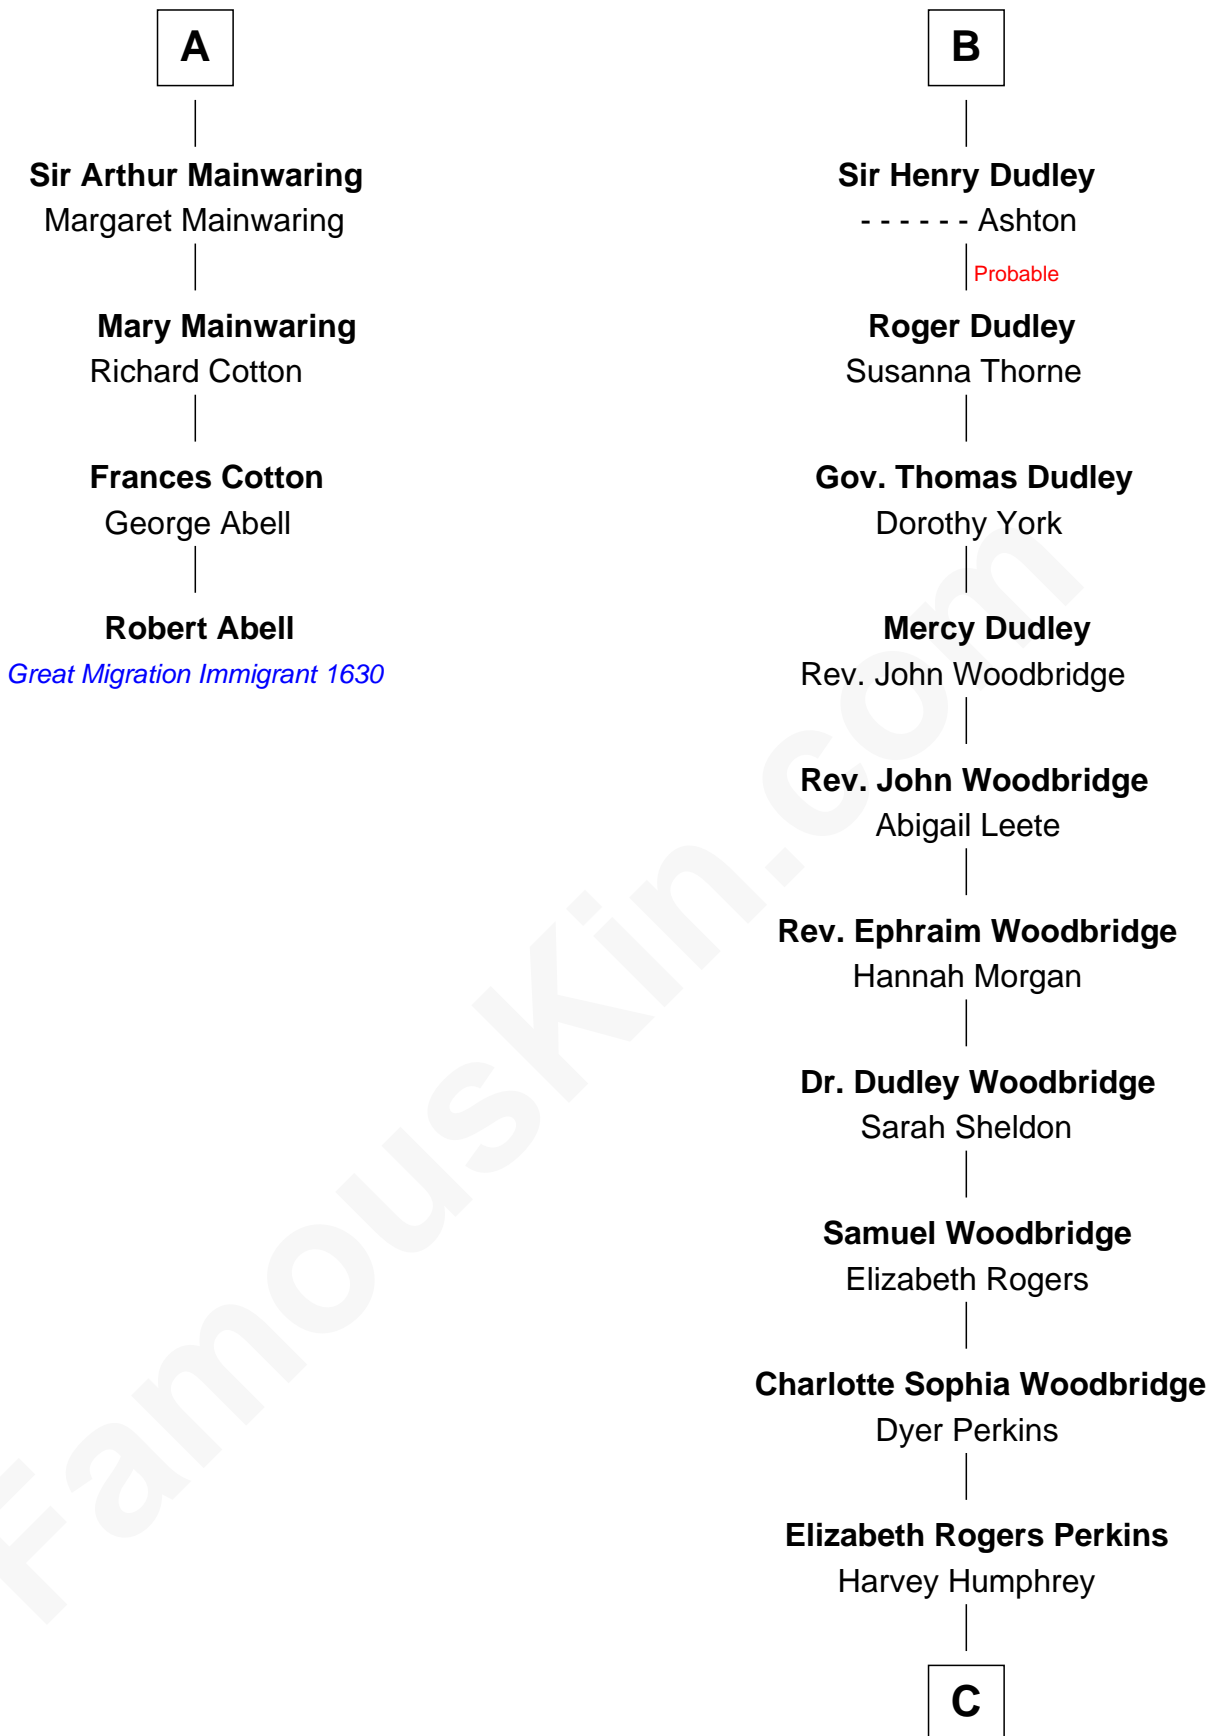 A
Sir Arthur Mainwaring
Margaret Mainwaring
Mary Mainwaring
Richard Cotton
Frances Cotton
George Abell
Robert Abell
Great Migration Immigrant 1630
B
Sir Henry Dudley
- - - - - - Ashton
Probable
Roger Dudley
Susanna Thorne
Gov. Thomas Dudley
Dorothy York
Mercy Dudley
Rev. John Woodbridge
Rev. John Woodbridge
Abigail Leete
Rev. Ephraim Woodbridge
Hannah Morgan
Dr. Dudley Woodbridge
Sarah Sheldon
Samuel Woodbridge
Elizabeth Rogers
Charlotte Sophia Woodbridge
Dyer Perkins
Elizabeth Rogers Perkins
Harvey Humphrey
C
FamousKin.com